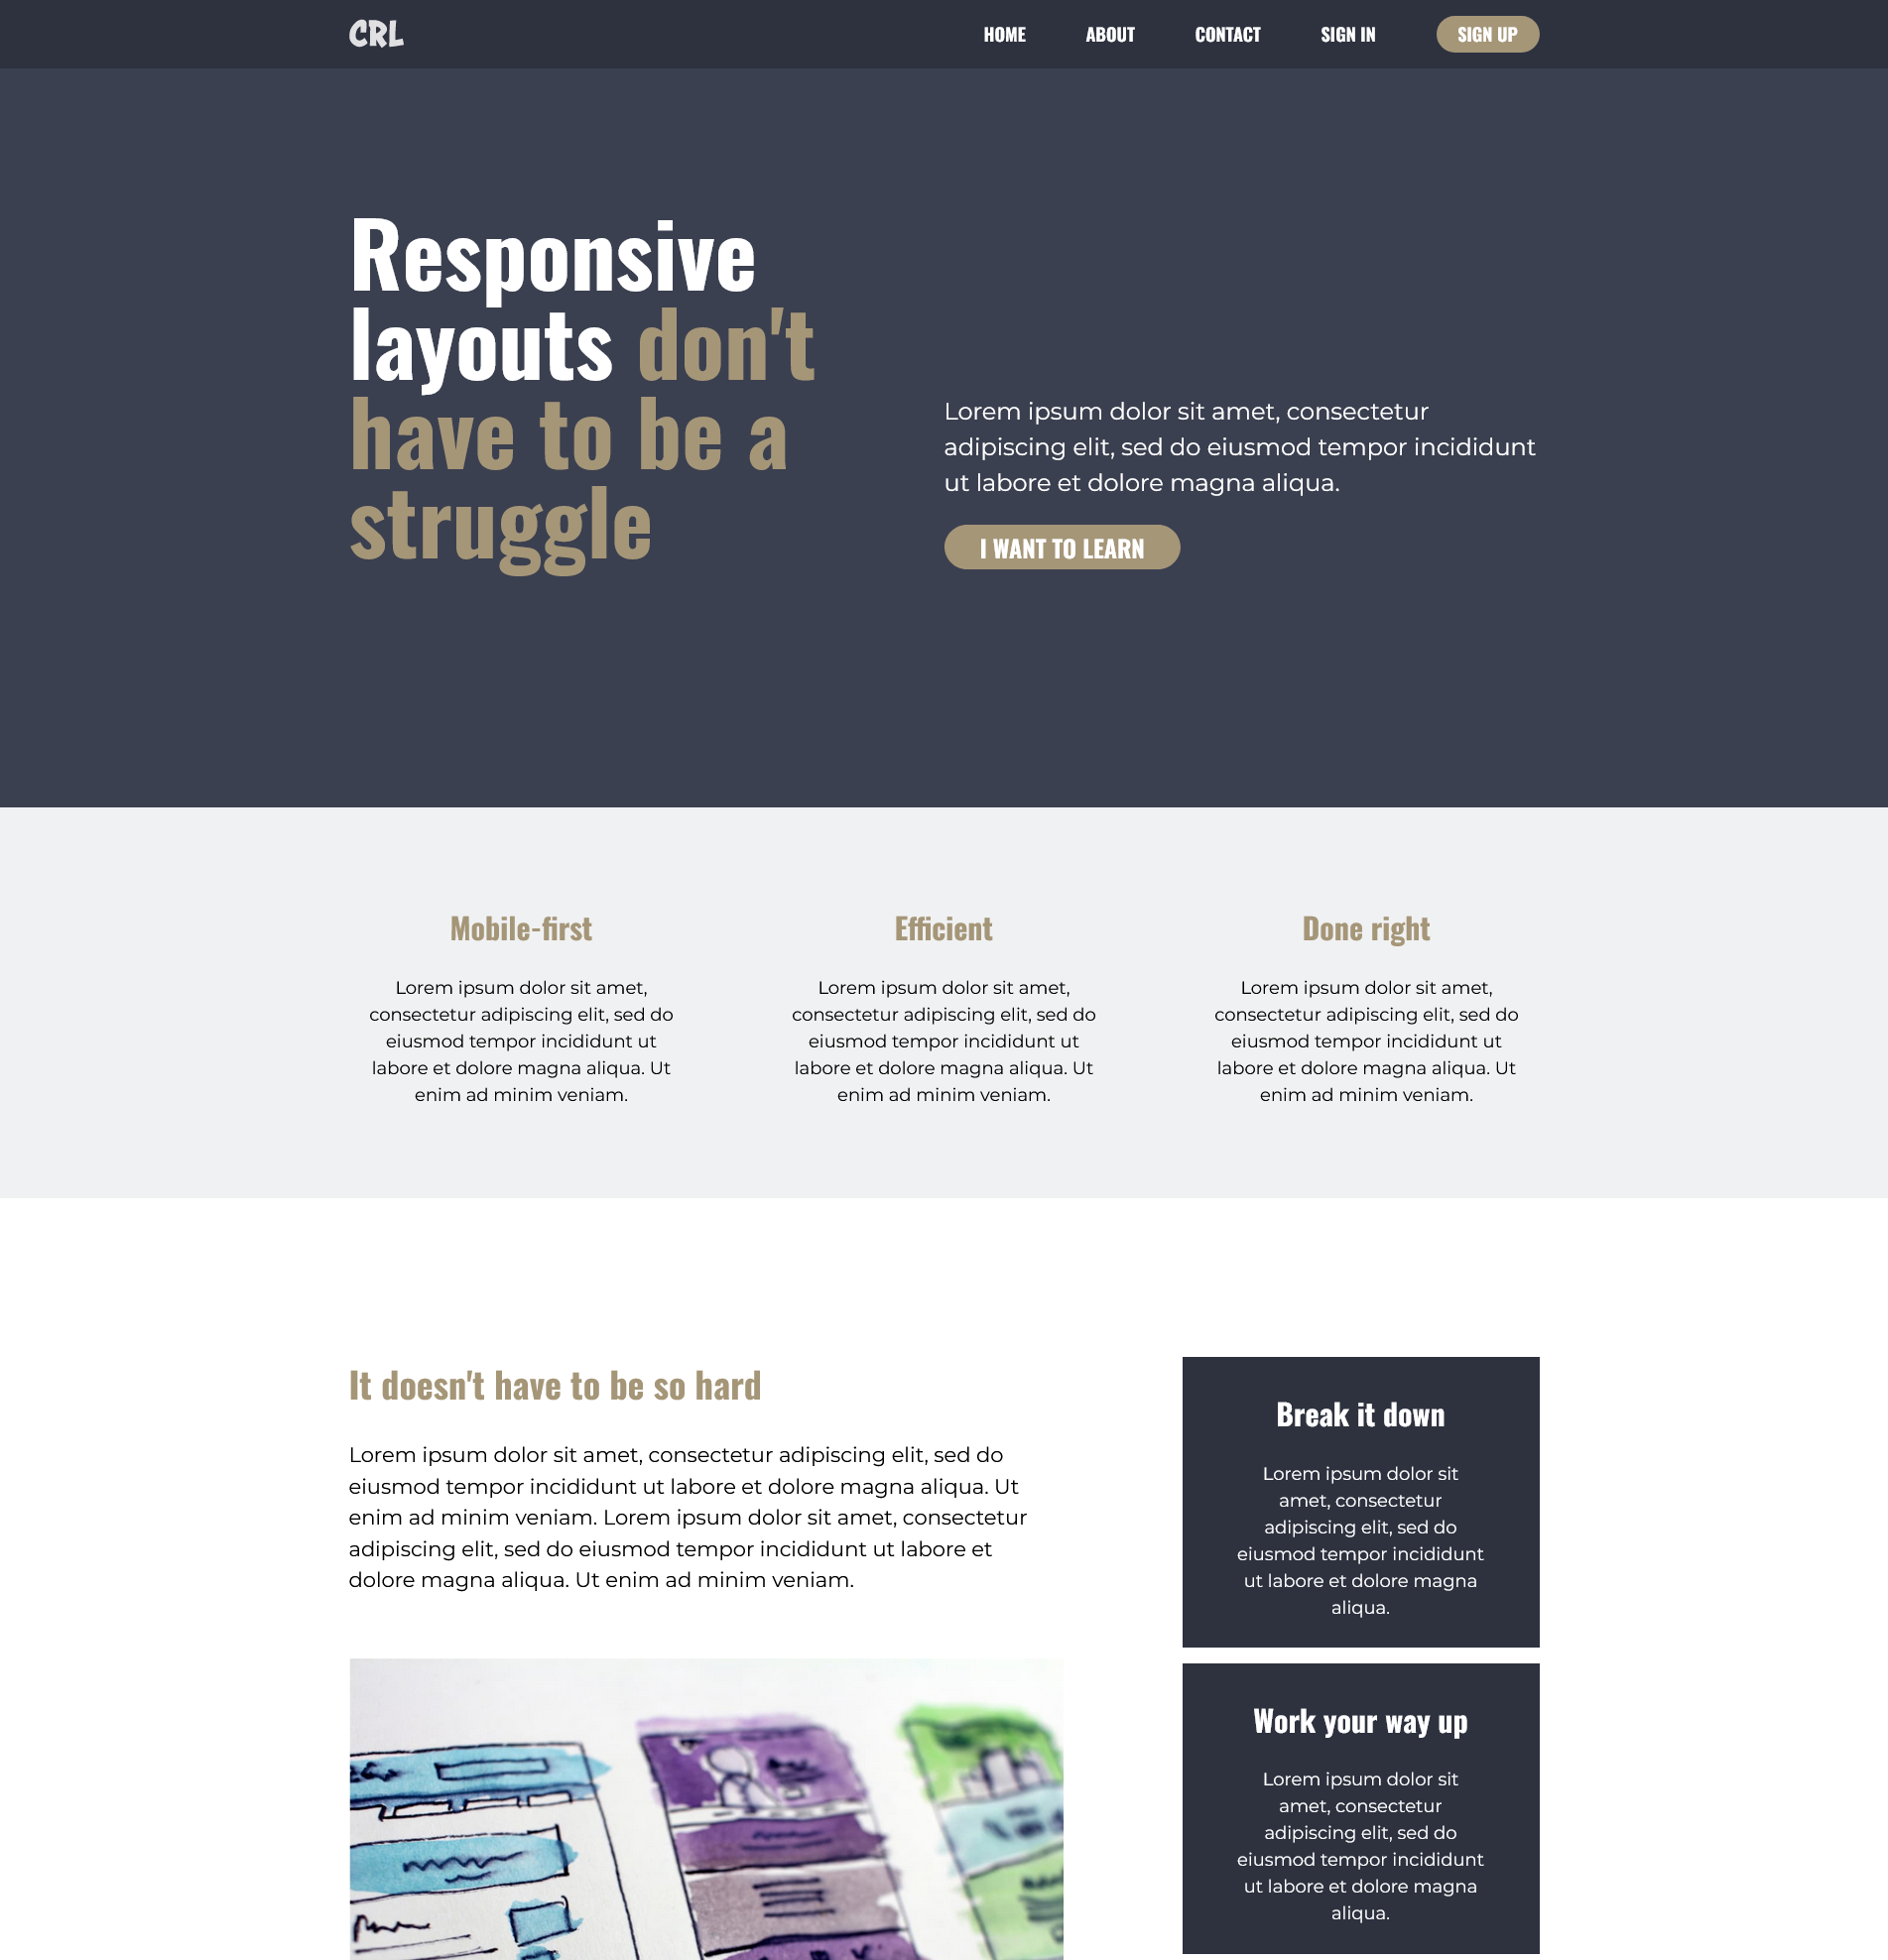 CRL
HOME
ABOUT
CONTACT
SIGN IN
SIGN UP
Responsive
layouts don't
have to be a
struggle
Lorem ipsum dolor sit amet, consectetur
adipiscing elit, sed do eiusmod tempor incididunt
ut labore et dolore magna aliqua.
I WANT TO LEARN
Mobile-first
Lorem ipsum dolor sit amet,
consectetur adipiscing elit, sed do
eiusmod tempor incididunt ut
labore et dolore magna aliqua. Ut
enim ad minim veniam.
Efficient
Lorem ipsum dolor sit amet,
consectetur adipiscing elit, sed do
eiusmod tempor incididunt ut
labore et dolore magna aliqua. Ut
enim ad minim veniam.
Done right
Lorem ipsum dolor sit amet,
consectetur adipiscing elit, sed do
eiusmod tempor incididunt ut
labore et dolore magna aliqua. Ut
enim ad minim veniam.
It doesn't have to be so hard
Lorem ipsum dolor sit amet, consectetur adipiscing elit, sed do
eiusmod tempor incididunt ut labore et dolore magna aliqua. Ut
enim ad minim veniam. Lorem ipsum dolor sit amet, consectetur
adipiscing elit, sed do eiusmod tempor incididunt ut labore et
dolore magna aliqua. Ut enim ad minim veniam.
Break it down
Lorem ipsum dolor sit
amet, consectetur
adipiscing elit, sed do
eiusmod tempor incididunt
ut labore et dolore magna
aliqua.
Work your way up
Lorem ipsum dolor sit
amet, consectetur
adipiscing elit, sed do
eiusmod tempor incididunt
ut labore et dolore magna
aliqua.